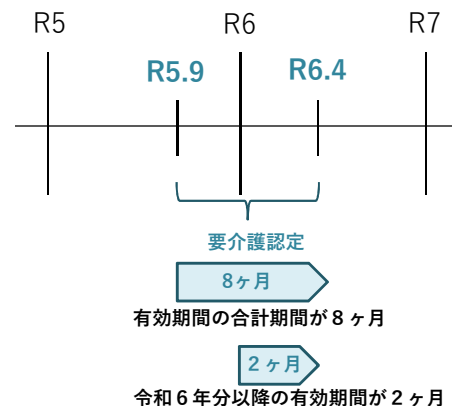 R5 R6 R7
R5.9 R6.4
要介護認定
8ヶ月
有効期間の合計期間が８ヶ月
２ヶ月
令和６年分以降の有効期間が２ヶ月